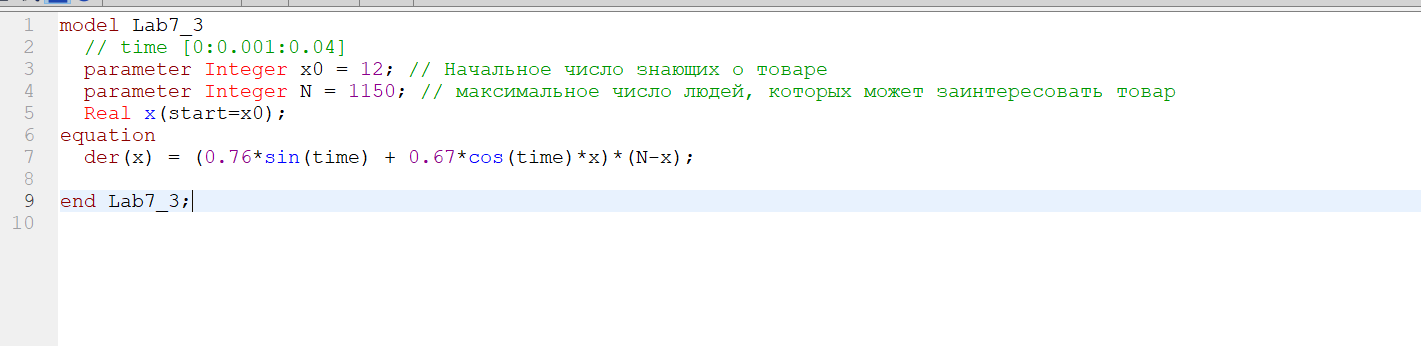 1 model Lab7_3
2 // time [0:0.001:0.04]
3 parameter Integer x0 = 12; // Начальное число знающих о товаре
4 parameter Integer N = 1150; // максимальное число людей, которых может заинтересовать товар
5 Real x(start=x0);
6 equation
7 der(x) = (0.76*sin(time) + 0.67*cos(time)*x)*(N-x);
8
9 end Lab7_3;
10